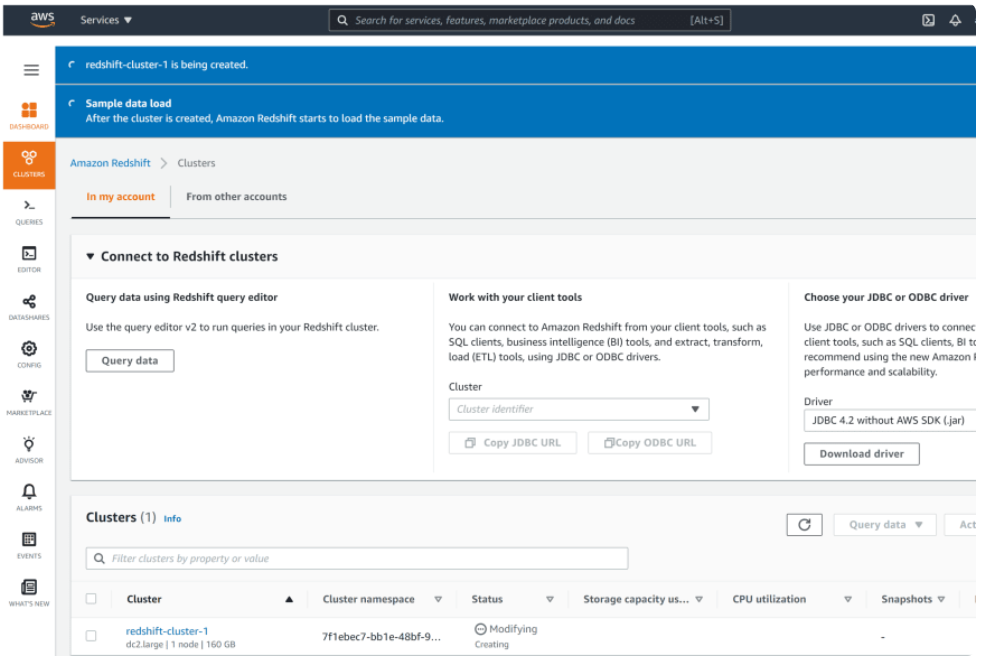 aws
Services ▼
Search for services, features, marketplace products, and docs [Alt+S]
redshift-cluster-1 is being created.
Sample data load
After the cluster is created, Amazon Redshift starts to load the sample data.
DASHBOARD
CLUSTERS
QUERIES
EDITOR
DATASHARES
CONFIG
MARKETPLACE
ADVISOR
ALARMS
EVENTS
WHAT'S NEW
Amazon Redshift > Clusters
In my account
From other accounts
▼ Connect to Redshift clusters
Query data using Redshift query editor
Use the query editor v2 to run queries in your Redshift cluster.
Query data
Work with your client tools
You can connect to Amazon Redshift from your client tools, such as
SQL clients, business intelligence (BI) tools, and extract, transform,
load (ETL) tools, using JDBC or ODBC drivers.
Cluster
Cluster identifier
Copy JDBC URL
Copy ODBC URL
Choose your JDBC or ODBC driver
Use JDBC or ODBC drivers to connec
client tools, such as SQL clients, BI to
recommend using the new Amazon
performance and scalability.
Driver
JDBC 4.2 without AWS SDK (.jar)
Download driver
Clusters (1) Info
Query data ▼
Act
Filter clusters by property or value
Cluster
Cluster namespace
Status
Storage capacity us...
CPU utilization
Snapshots
redshift-cluster-1
dc2.large | 1 node | 160 GB
7f1ebec7-bb1e-48bf-9...
Modifying
Creating
-